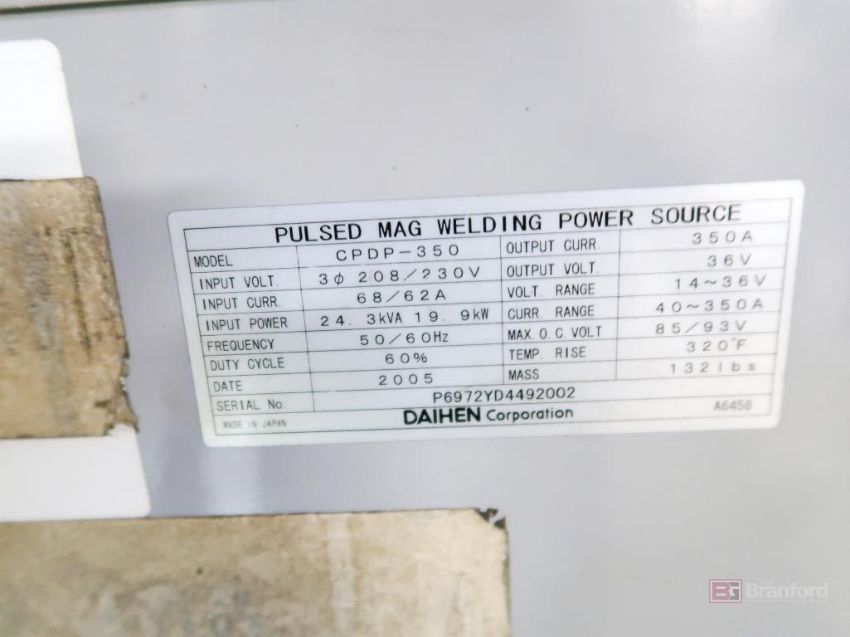 PULSED MAG WELDING POWER SOURCE
MODEL CPDP-350 OUTPUT CURR. 350A
INPUT VOLT. 3φ 208/230V OUTPUT VOLT. 36V
INPUT CURR. 68/62A VOLT. RANGE 14~36V
INPUT POWER 24.3kVA 19.9kW CURR. RANGE 40~350A
FREQUENCY 50/60Hz MAX.O.C.VOLT 85/93V
DUTY CYCLE 60% TEMP. RISE 320°F
DATE 2005 MASS 132lbs
SERIAL No. P6972YD4492002
MADE IN JAPAN DAIHEN Corporation A6458
BG The Branford